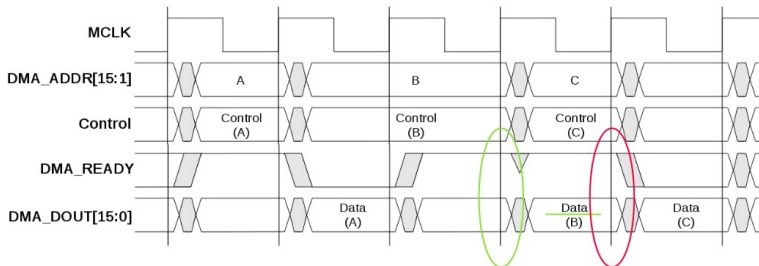 MCLK
DMA_ADDR[15:1]
A
B
C
Control
Control
(A)
Control
(B)
Control
(C)
DMA_READY
DMA_DOUT[15:0]
Data
(A)
Data
(B)
Data
(C)